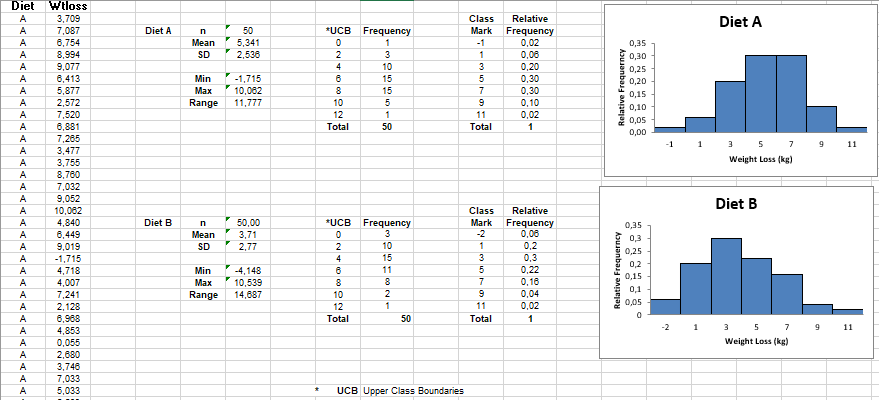 Diet Wtloss
A 3,709 Class Relative
A 7,087 Diet A n 50 *UCB Frequency Mark Frequency
A 6,754 Mean 5,341 0 1 -1 0,02
A 8,994 SD 2,536 2 3 1 0,06
A 9,077 4 10 3 0,20
A 6,413 Min -1,715 6 15 5 0,30
A 5,877 Max 10,062 8 15 7 0,30
A 2,572 Range 11,777 10 5 9 0,10
A 7,520 12 1 11 0,02
A 6,881 Total 50 Total 1
A 7,265
A 3,477
A 3,755
A 8,760
A 7,032
A 9,052
A 10,062 Class Relative
A 4,840 Diet B n 50,00 *UCB Frequency Mark Frequency
A 6,449 Mean 3,71 0 3 -2 0,06
A 9,019 SD 2,77 2 10 1 0,2
A -1,715 4 15 3 0,3
A 4,718 Min -4,148 6 11 5 0,22
A 4,007 Max 10,539 8 8 7 0,16
A 7,241 Range 14,687 10 2 9 0,04
A 2,128 12 1 11 0,02
A 6,968 Total 50 Total 1
A 4,853
A 0,055
A 2,680
A 3,746
A 7,033
A 5,033 * UCB Upper Class Boundaries
Diet A
Relative Frequerncy
0,35
0,30
0,25
0,20
0,15
0,10
0,05
0,00
-1 1 3 5 7 9 11
Weight Loss (kg)
Diet B
Relative Frequerncy
0,35
0,3
0,25
0,2
0,15
0,1
0,05
0
-2 1 3 5 7 9 11
Weight Loss (kg)